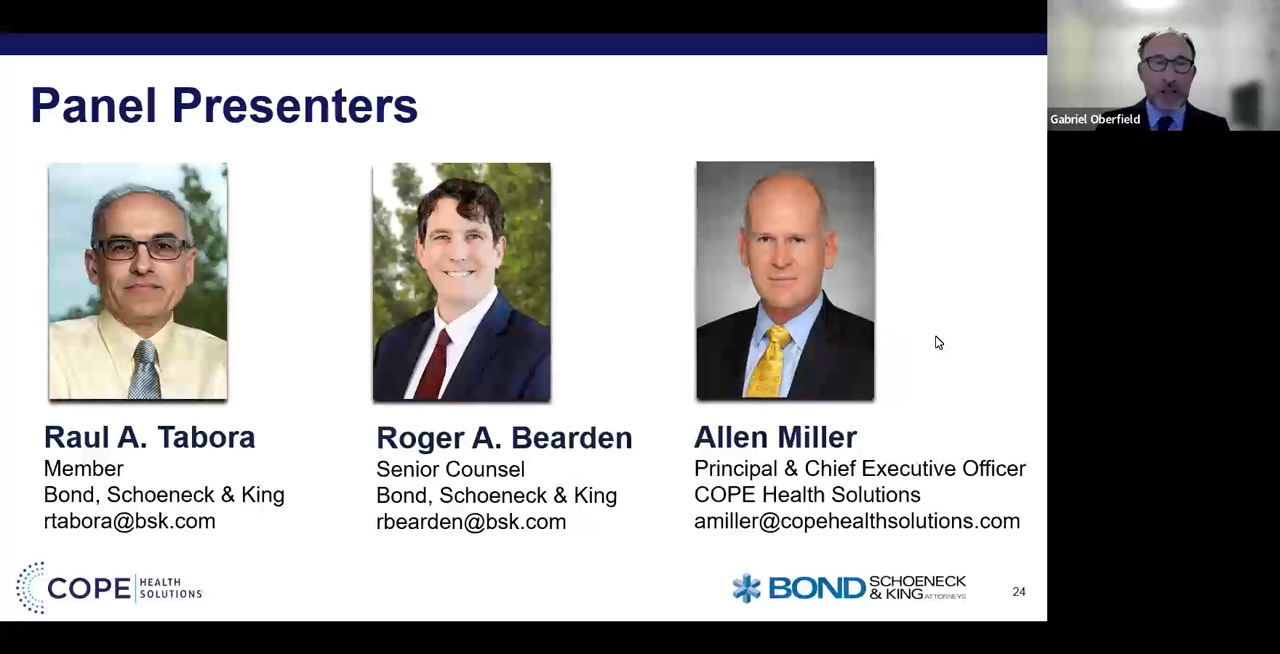 Panel Presenters
Gabriel Oberfield
Raul A. Tabora
Member
Bond, Schoeneck & King
rtabora@bsk.com
Roger A. Bearden
Senior Counsel
Bond, Schoeneck & King
rbearden@bsk.com
Allen Miller
Principal & Chief Executive Officer
COPE Health Solutions
amiller@copehealthsolutions.com
COPE HEALTH
SOLUTIONS
BOND SCHOENECK
& KING ATTORNEYS
24